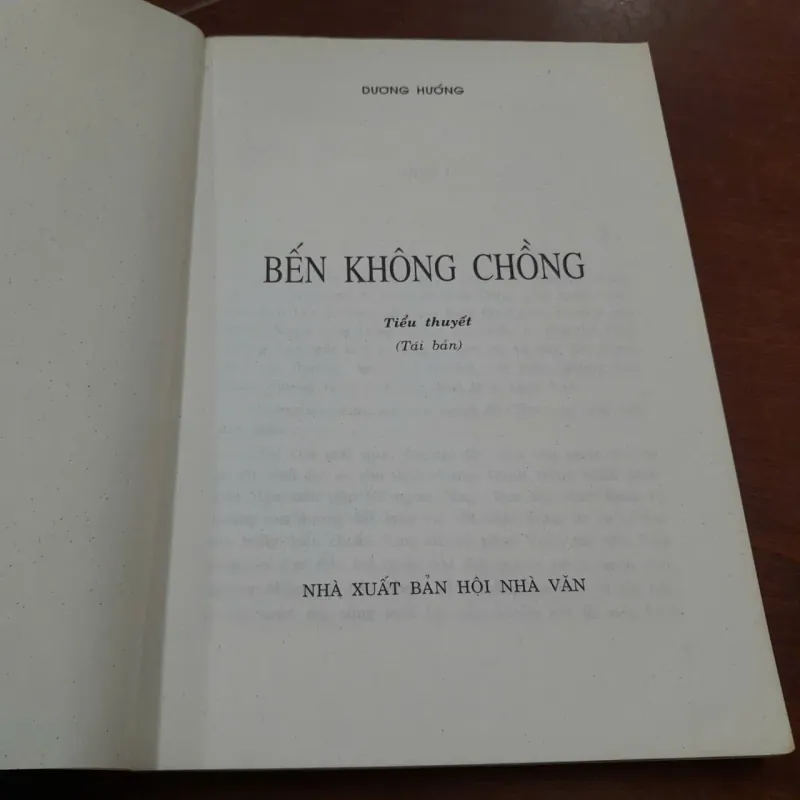 DƯƠNG HƯỚNG
BẾN KHÔNG CHỒNG
Tiểu thuyết
(Tái bản)
NHÀ XUẤT BẢN HỘI NHÀ VĂN